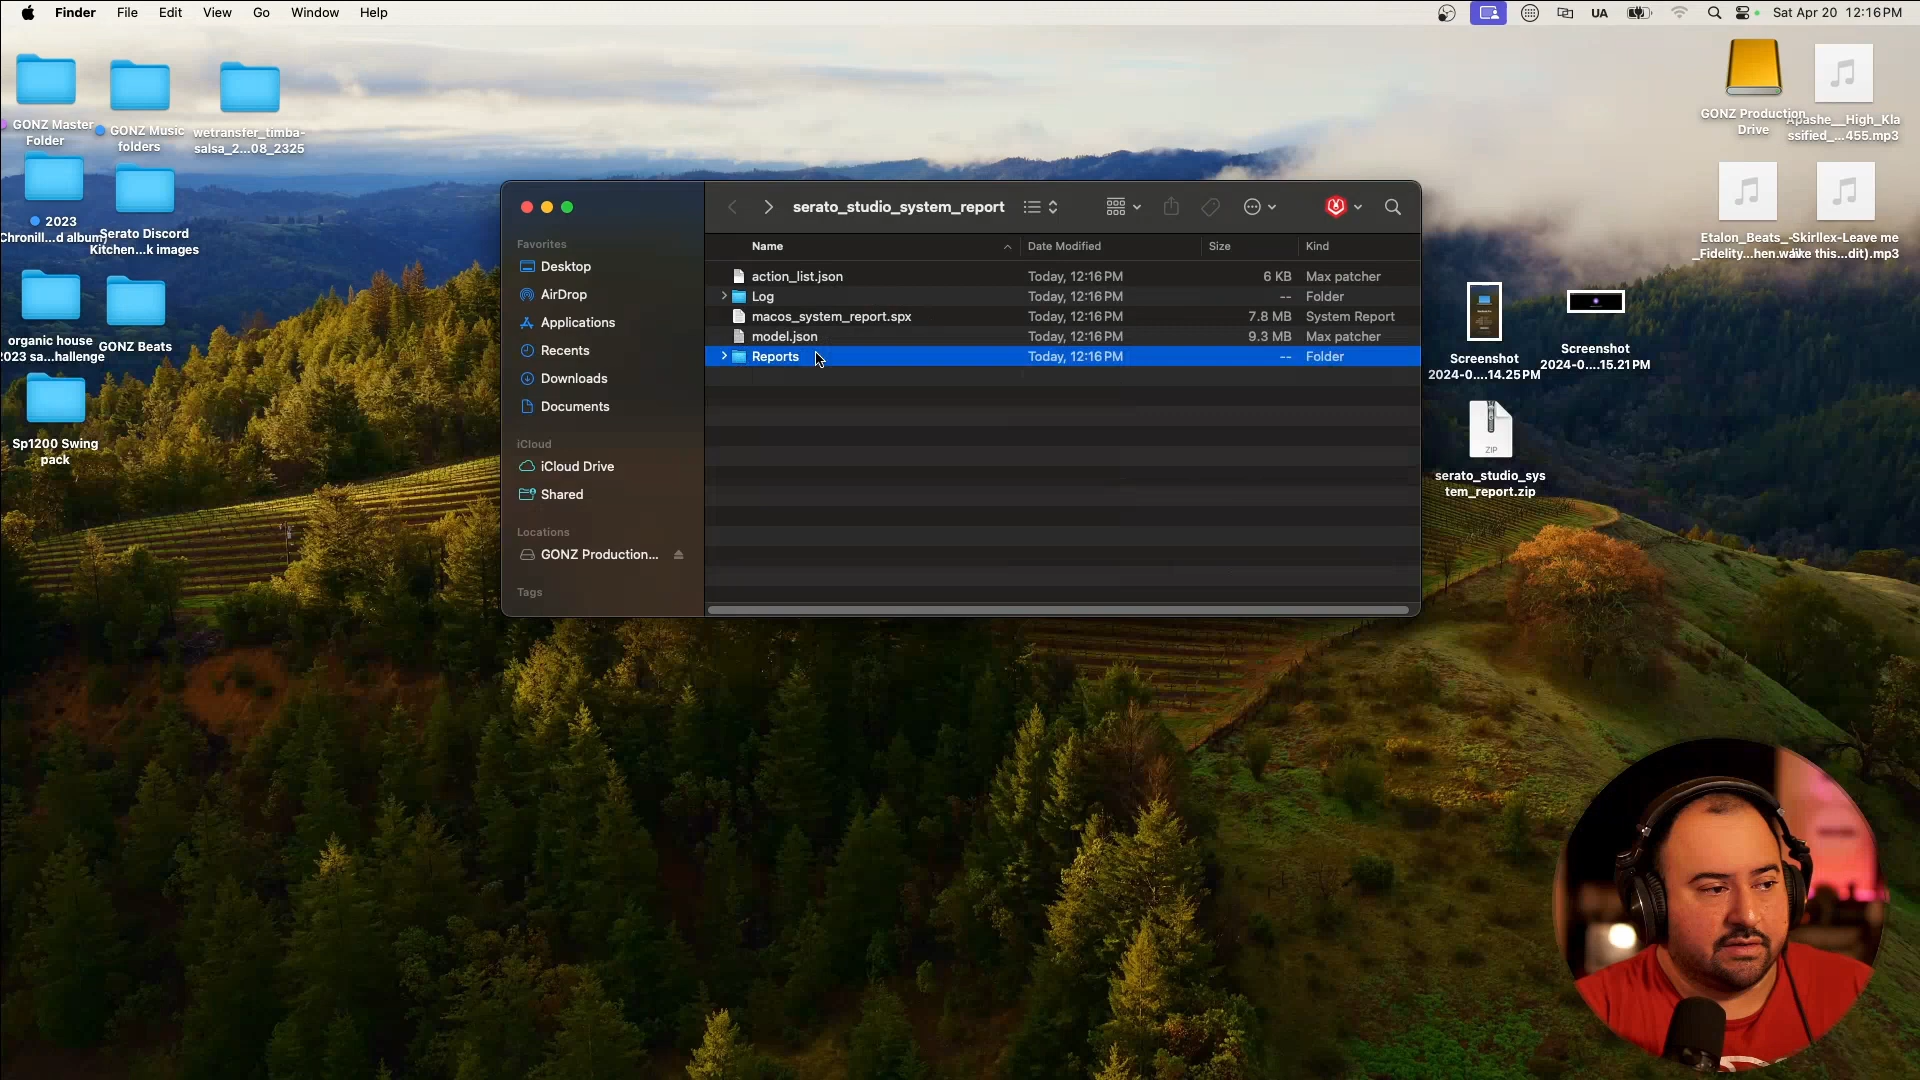 Finder File Edit View Go Window Help
UA
Sat Apr 20 12:16 PM
GONZ Master
Folder
GONZ Music
folders
wetransfer_timba-
salsa_2...08_2325
2023
Chronill...d album)
Serato Discord
Kitchen...k images
organic house
2023 sa...hallenge
GONZ Beats
Sp1200 Swing
pack
serato_studio_system_report
Favorites
Desktop
AirDrop
Applications
Recents
Downloads
Documents
iCloud
iCloud Drive
Shared
Locations
GONZ Production...
Tags
Name Date Modified Size Kind
action_list.json Today, 12:16 PM 6 KB Max patcher
Log Today, 12:16 PM -- Folder
macos_system_report.spx Today, 12:16 PM 7.8 MB System Report
model.json Today, 12:16 PM 9.3 MB Max patcher
Reports Today, 12:16 PM -- Folder
GONZ Production
Drive
Apashe__High_Kla
ssified_...455.mp3
Etalon_Beats_-
_Fidelity...hen.wav
Skirllex-Leave me
like this...dit).mp3
Screenshot
2024-0....14.25 PM
Screenshot
2024-0....15.21 PM
ZIP
serato_studio_sys
tem_report.zip